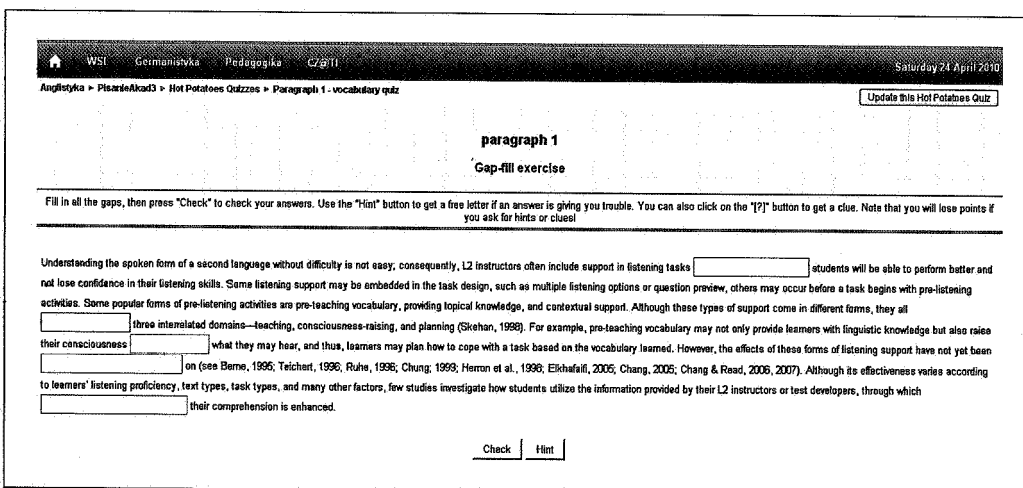 WSL Germanistyka Pedagogika CZ@TI Saturday 24 April 2010
Anglistyka ► PisanieAkad3 ► Hot Potatoes Quizzes ► Paragraph 1 - vocabulary quiz
Update this Hot Potatoes Quiz
paragraph 1
Gap-fill exercise
Fill in all the gaps, then press "Check" to check your answers. Use the "Hint" button to get a free letter if an answer is giving you trouble. You can also click on the "[?]" button to get a clue. Note that you will lose points if
you ask for hints or clues!
Understanding the spoken form of a second language without difficulty is not easy; consequently, L2 instructors often include support in listening tasks students will be able to perform better and
not lose confidence in their listening skills. Some listening support may be embedded in the task design, such as multiple listening options or question preview, others may occur before a task begins with pre-listening
activities. Some popular forms of pre-listening activities are pre-teaching vocabulary, providing topical knowledge, and contextual support. Although these types of support come in different forms, they all
three interrelated domains—teaching, consciousness-raising, and planning (Skehan, 1998). For example, pre-teaching vocabulary may not only provide learners with linguistic knowledge but also raise
their consciousness what they may hear, and thus, learners may plan how to cope with a task based on the vocabulary learned. However, the effects of these forms of listening support have not yet been
on (see Berne, 1995; Teichert, 1996; Ruhe, 1996; Chung; 1999; Herron et al., 1998; Elkhafaifi, 2005; Chang, 2005; Chang & Read, 2006, 2007). Although its effectiveness varies according
to learners' listening proficiency, text types, task types, and many other factors, few studies investigate how students utilize the information provided by their L2 instructors or test developers, through which
their comprehension is enhanced.
Check Hint